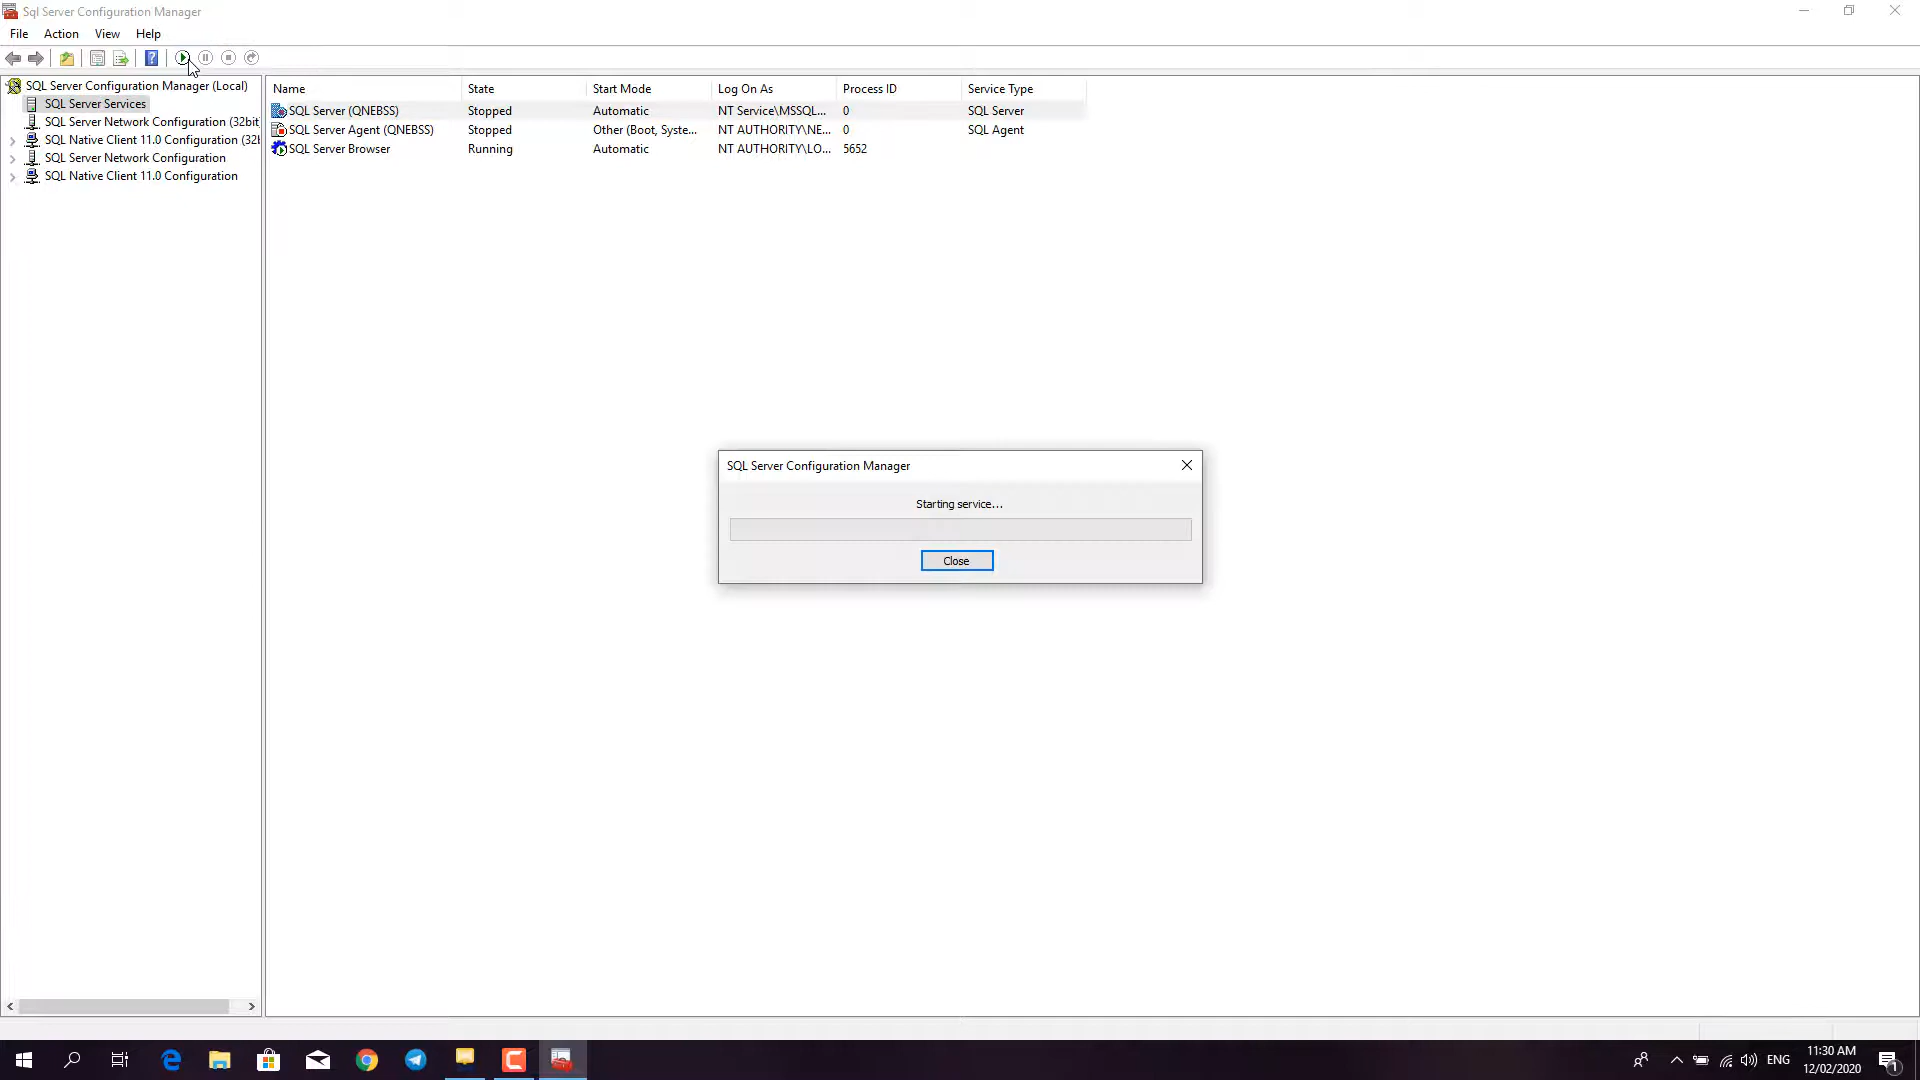 Sql Server Configuration Manager
File Action View Help
SQL Server Configuration Manager (Local)
SQL Server Services
SQL Server Network Configuration (32bit
SQL Native Client 11.0 Configuration (32b
SQL Server Network Configuration
SQL Native Client 11.0 Configuration
Name State Start Mode Log On As Process ID Service Type
SQL Server (QNEBSS) Stopped Automatic NT Service\MSSQL... 0 SQL Server
SQL Server Agent (QNEBSS) Stopped Other (Boot, Syste... NT AUTHORITY\NE... 0 SQL Agent
SQL Server Browser Running Automatic NT AUTHORITY\LO... 5652
SQL Server Configuration Manager
Starting service...
Close
ENG
11:30 AM
12/02/2020
1